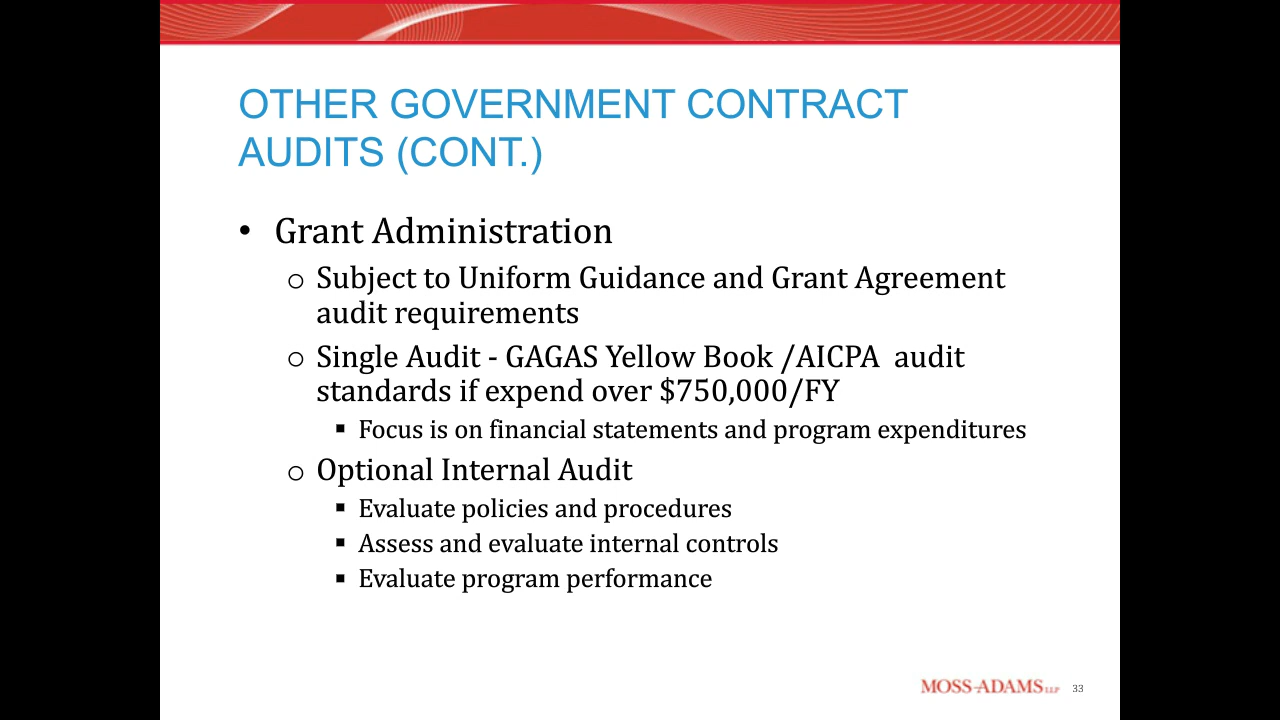 OTHER GOVERNMENT CONTRACT
AUDITS (CONT.)
• Grant Administration
o Subject to Uniform Guidance and Grant Agreement
audit requirements
o Single Audit - GAGAS Yellow Book /AICPA  audit
standards if expend over $750,000/FY
▪ Focus is on financial statements and program expenditures
o Optional Internal Audit
▪ Evaluate policies and procedures
▪ Assess and evaluate internal controls
▪ Evaluate program performance
MOSS-ADAMS LLP 33